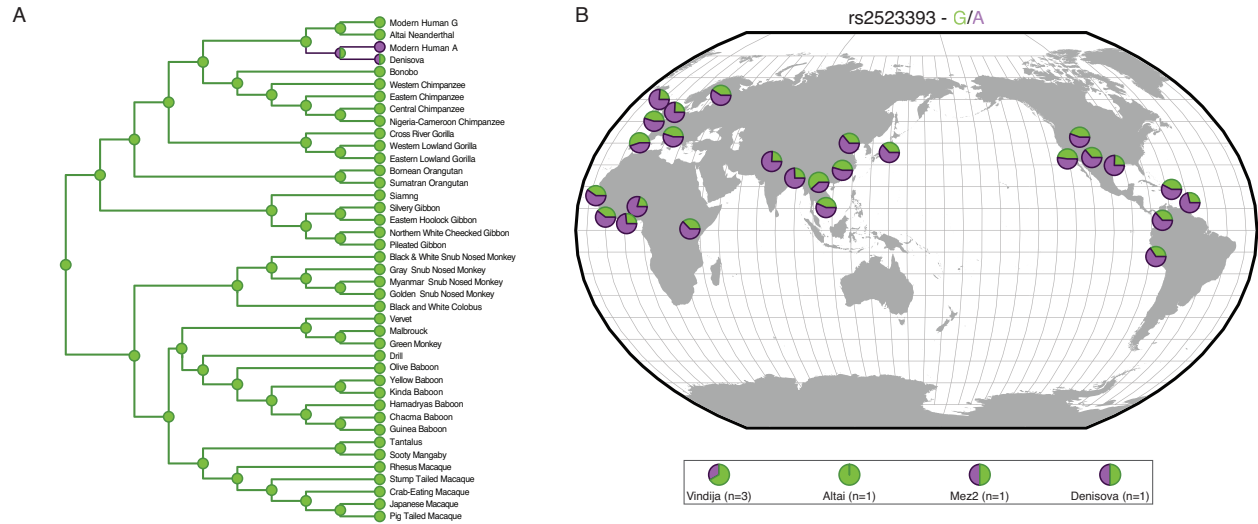 A
Modern Human G
Altai Neanderthal
Modern Human A
Denisova
Bonobo
Western Chimpanzee
Eastern Chimpanzee
Central Chimpanzee
Nigeria-Cameroon Chimpanzee
Cross River Gorilla
Western Lowland Gorilla
Eastern Lowland Gorilla
Bornean Orangutan
Sumatran Orangutan
Siamng
Silvery Gibbon
Eastern Hoolock Gibbon
Northern White Cheecked Gibbon
Pileated Gibbon
Black & White Snub Nosed Monkey
Gray Snub Nosed Monkey
Myanmar Snub Nosed Monkey
Golden Snub Nosed Monkey
Black and White Colobus
Vervet
Malbrouck
Green Monkey
Drill
Olive Baboon
Yellow Baboon
Kinda Baboon
Hamadryas Baboon
Chacma Baboon
Guinea Baboon
Tantalus
Sooty Mangaby
Rhesus Macaque
Stump Tailed Macaque
Crab-Eating Macaque
Japanese Macaque
Pig Tailed Macaque
B
rs2523393 - G/A
Vindija (n=3)
Altai (n=1)
Mez2 (n=1)
Denisova (n=1)